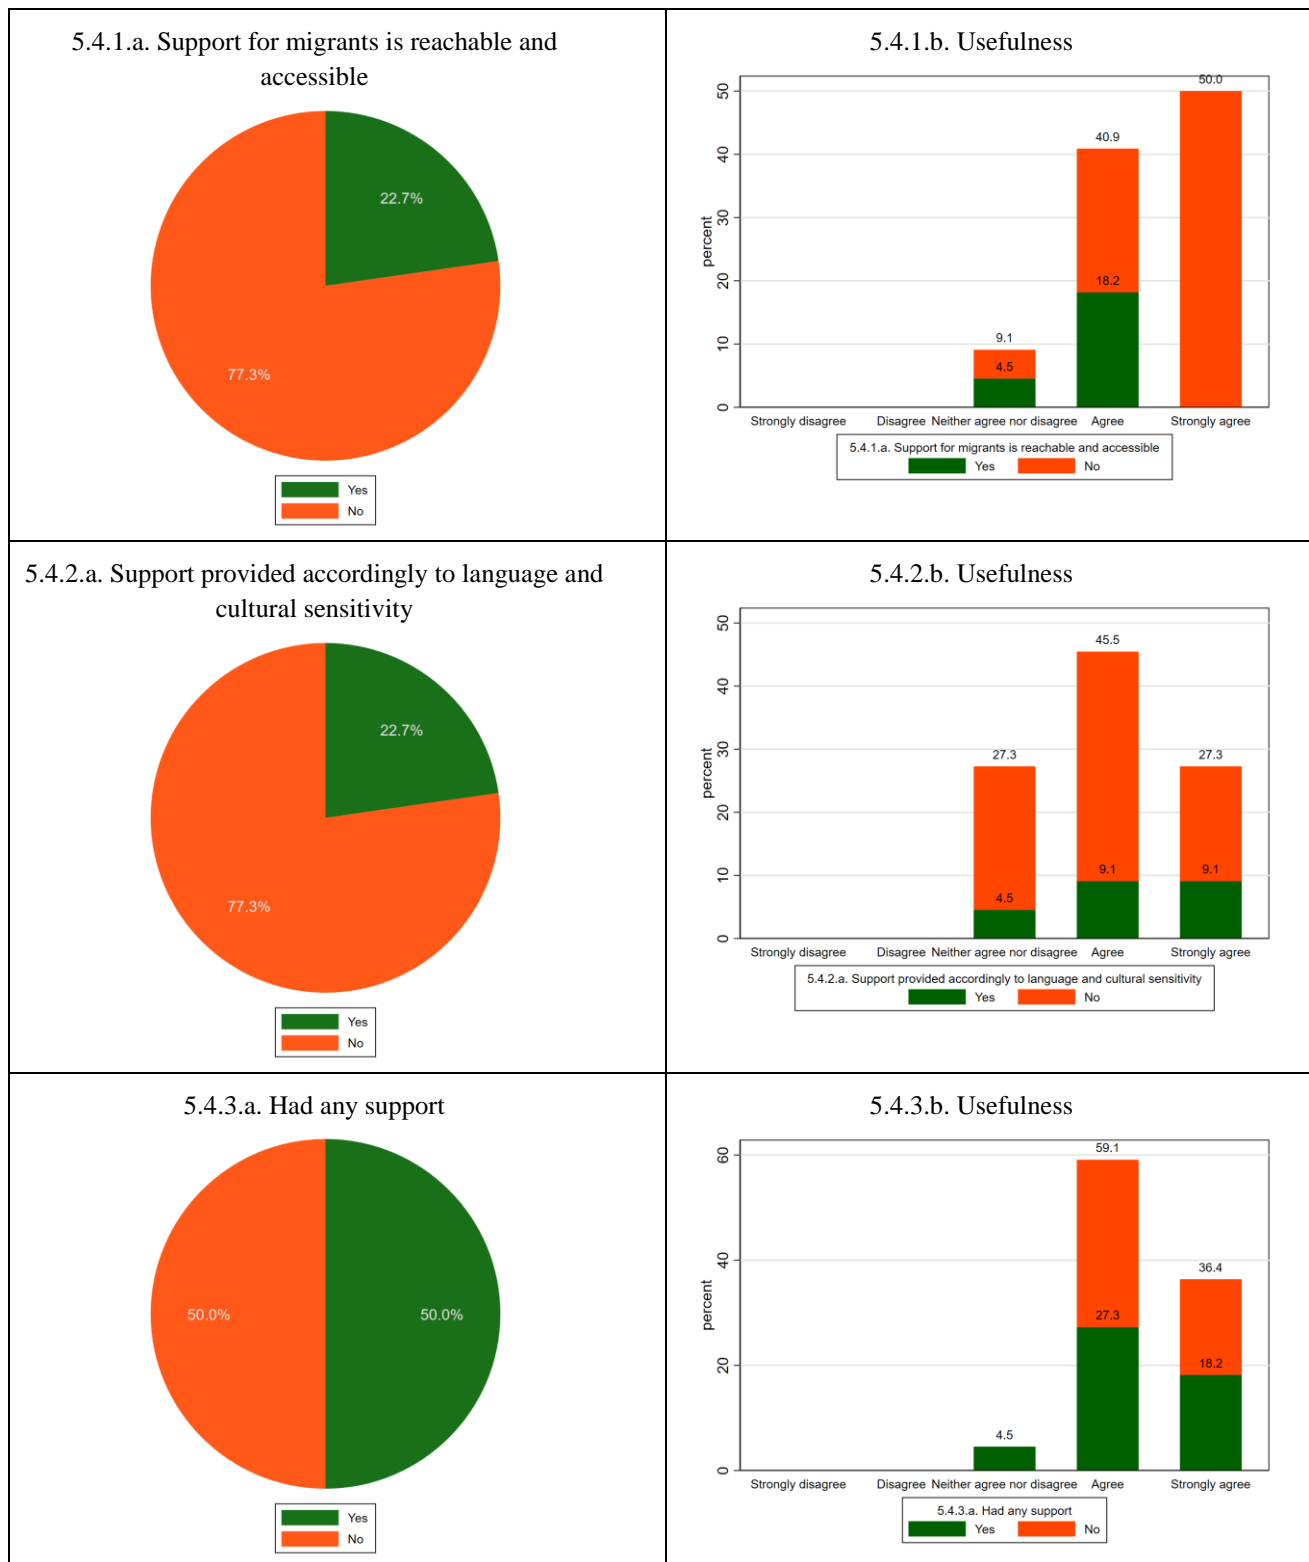 5.4.1.a. Support for migrants is reachable and
accessible
22.7%
77.3%
Yes
No
5.4.1.b. Usefulness
50
40
30
20
10
0
percent
9.1
4.5
40.9
18.2
50.0
Strongly disagree Disagree Neither agree nor disagree Agree Strongly agree
5.4.1.a. Support for migrants is reachable and accessible
Yes No
5.4.2.a. Support provided accordingly to language and
cultural sensitivity
22.7%
77.3%
Yes
No
5.4.2.b. Usefulness
50
40
30
20
10
0
percent
27.3
4.5
45.5
9.1
27.3
9.1
Strongly disagree Disagree Neither agree nor disagree Agree Strongly agree
5.4.2.a. Support provided accordingly to language and cultural sensitivity
Yes No
5.4.3.a. Had any support
50.0%
50.0%
Yes
No
5.4.3.b. Usefulness
60
40
20
0
percent
4.5
59.1
27.3
36.4
18.2
Strongly disagree Disagree Neither agree nor disagree Agree Strongly agree
5.4.3.a. Had any support
Yes No